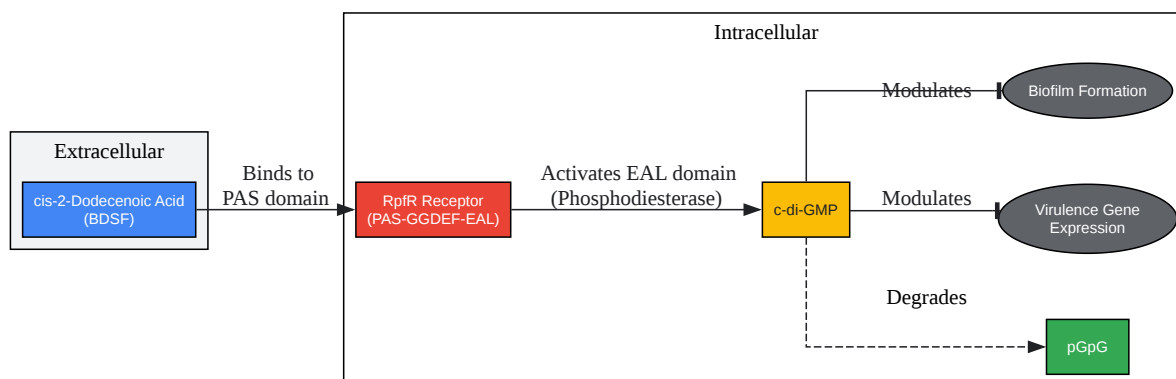 Intracellular
Modulates
Biofilm Formation
Extracellular
cis-2-Dodecenoic Acid
(BDSF)
Binds to
PAS domain
RpfR Receptor
(PAS-GGDEF-EAL)
Activates EAL domain
(Phosphodiesterase)
c-di-GMP
Modulates
Virulence Gene
Expression
Degrades
pGpG